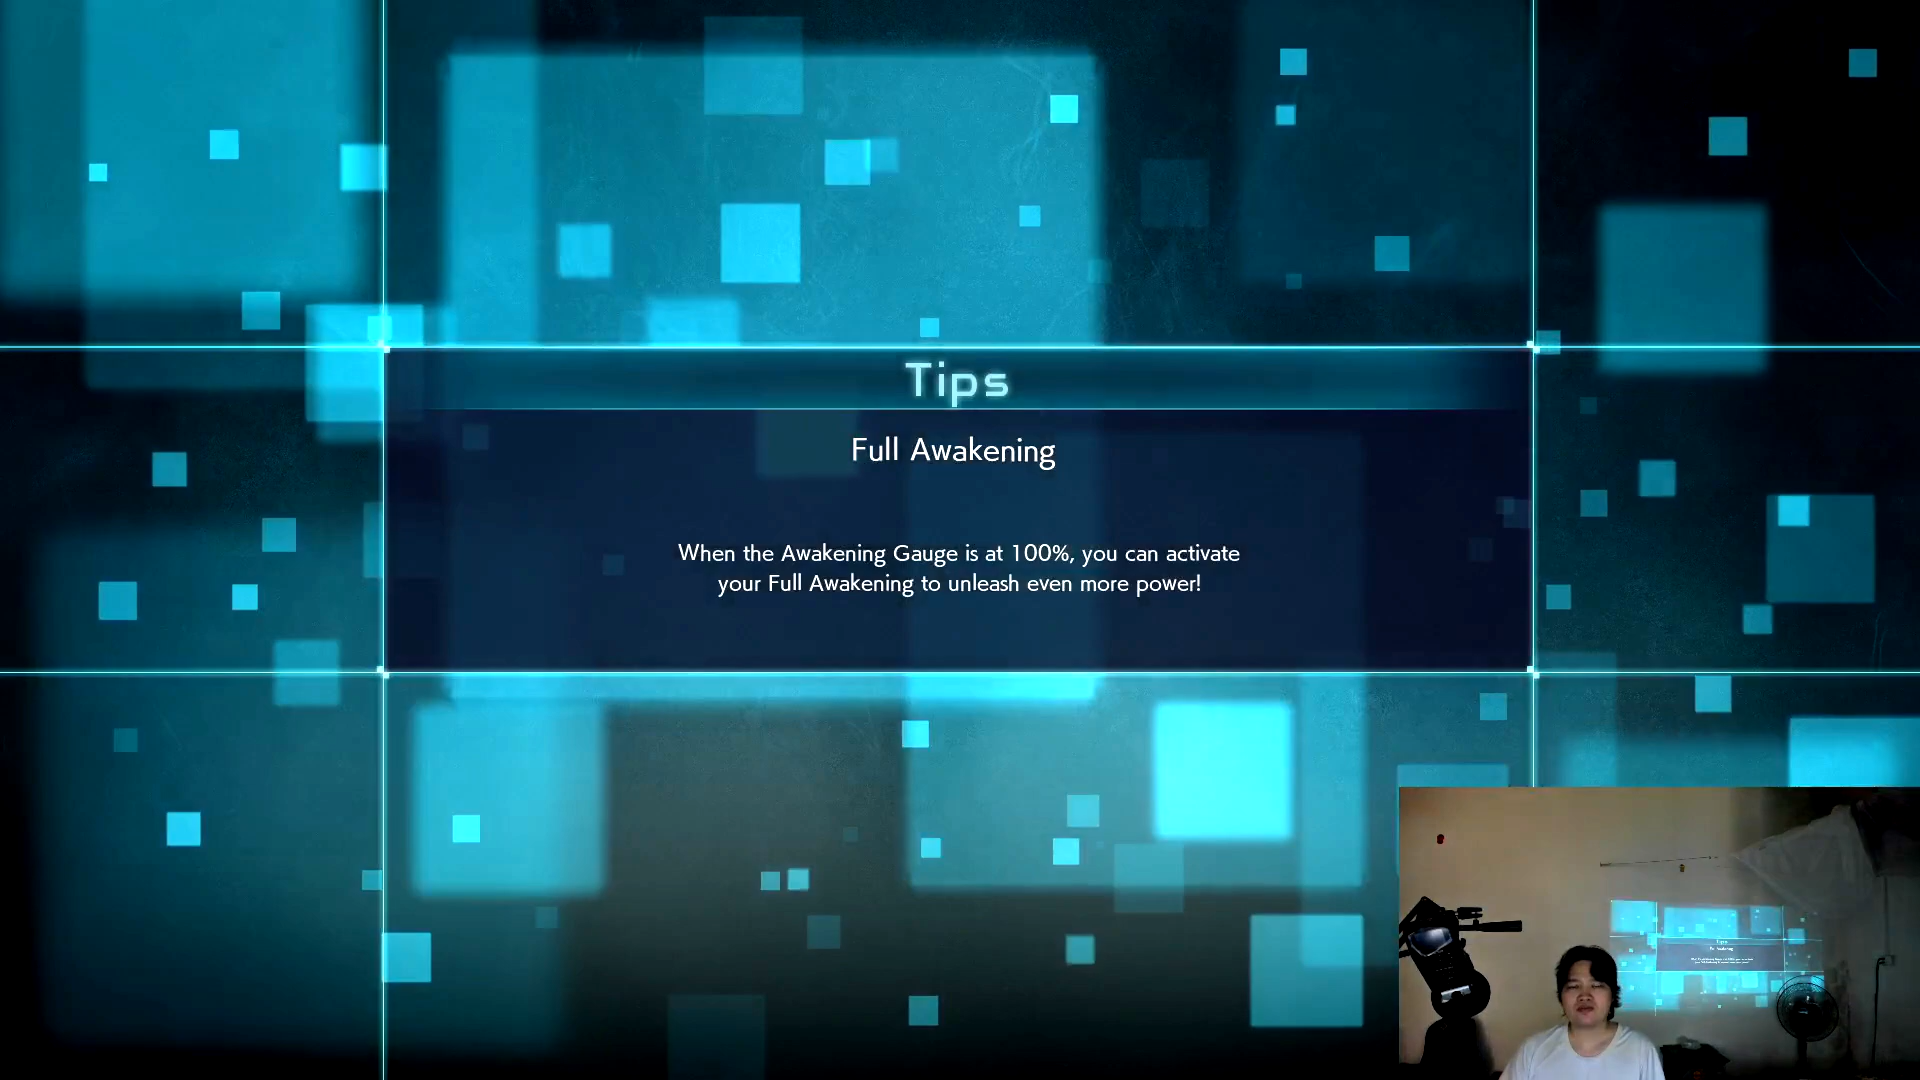 Tips
Full Awakening
When the Awakening Gauge is at 100%, you can activate
your Full Awakening to unleash even more power!